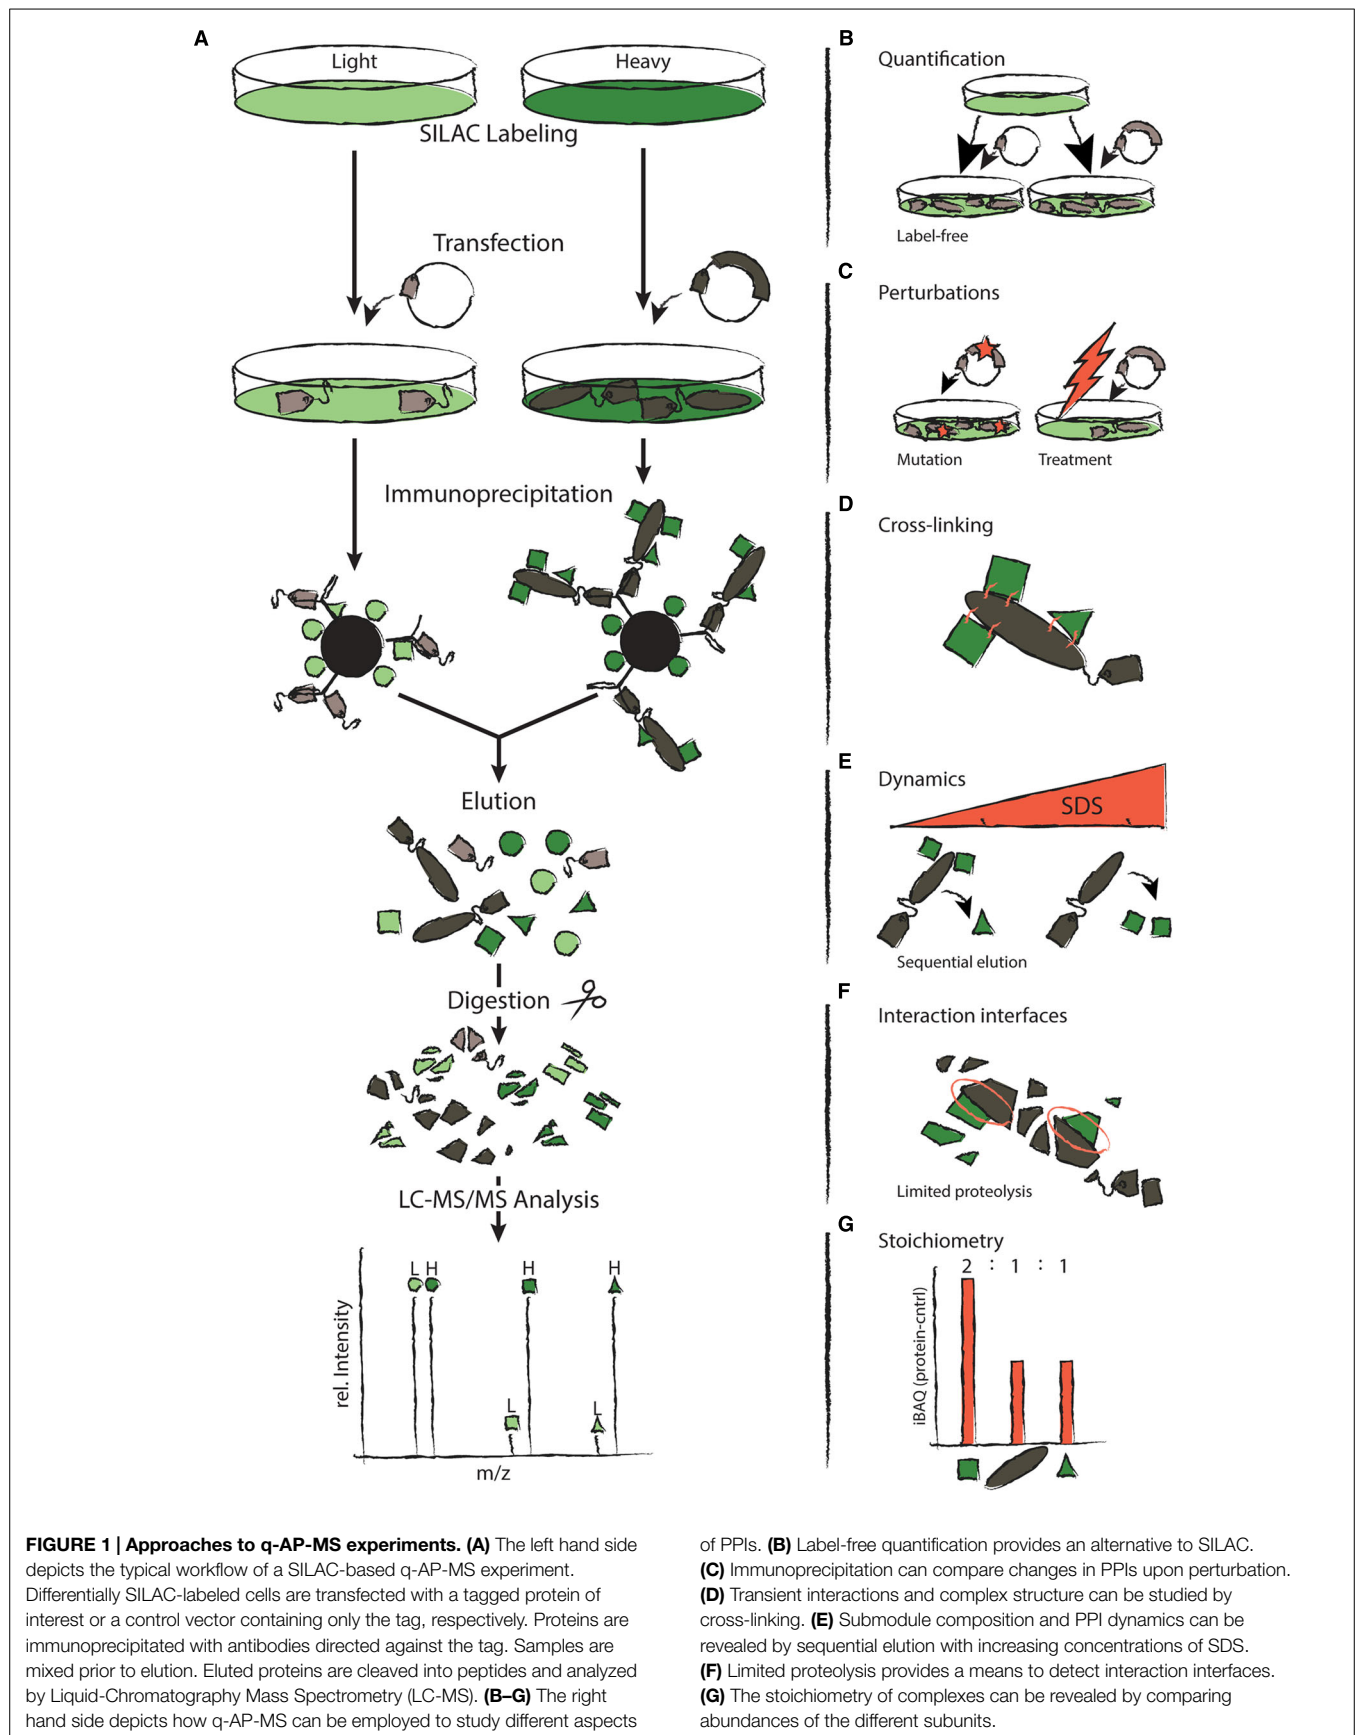 A
Light
Heavy
SILAC Labeling
Transfection
Immunoprecipitation
Elution
Digestion
LC-MS/MS Analysis
L H
H
H
L
L
rel. Intensity
m/z
B
Quantification
Label-free
C
Perturbations
Mutation
Treatment
D
Cross-linking
E
Dynamics
SDS
Sequential elution
F
Interaction interfaces
Limited proteolysis
G
Stoichiometry
2 : 1 : 1
iBAQ (protein-cntrl)
FIGURE 1 | Approaches to q-AP-MS experiments. (A) The left hand side
depicts the typical workflow of a SILAC-based q-AP-MS experiment.
Differentially SILAC-labeled cells are transfected with a tagged protein of
interest or a control vector containing only the tag, respectively. Proteins are
immunoprecipitated with antibodies directed against the tag. Samples are
mixed prior to elution. Eluted proteins are cleaved into peptides and analyzed
by Liquid-Chromatography Mass Spectrometry (LC-MS). (B–G) The right
hand side depicts how q-AP-MS can be employed to study different aspects
of PPIs. (B) Label-free quantification provides an alternative to SILAC.
(C) Immunoprecipitation can compare changes in PPIs upon perturbation.
(D) Transient interactions and complex structure can be studied by
cross-linking. (E) Submodule composition and PPI dynamics can be
revealed by sequential elution with increasing concentrations of SDS.
(F) Limited proteolysis provides a means to detect interaction interfaces.
(G) The stoichiometry of complexes can be revealed by comparing
abundances of the different subunits.